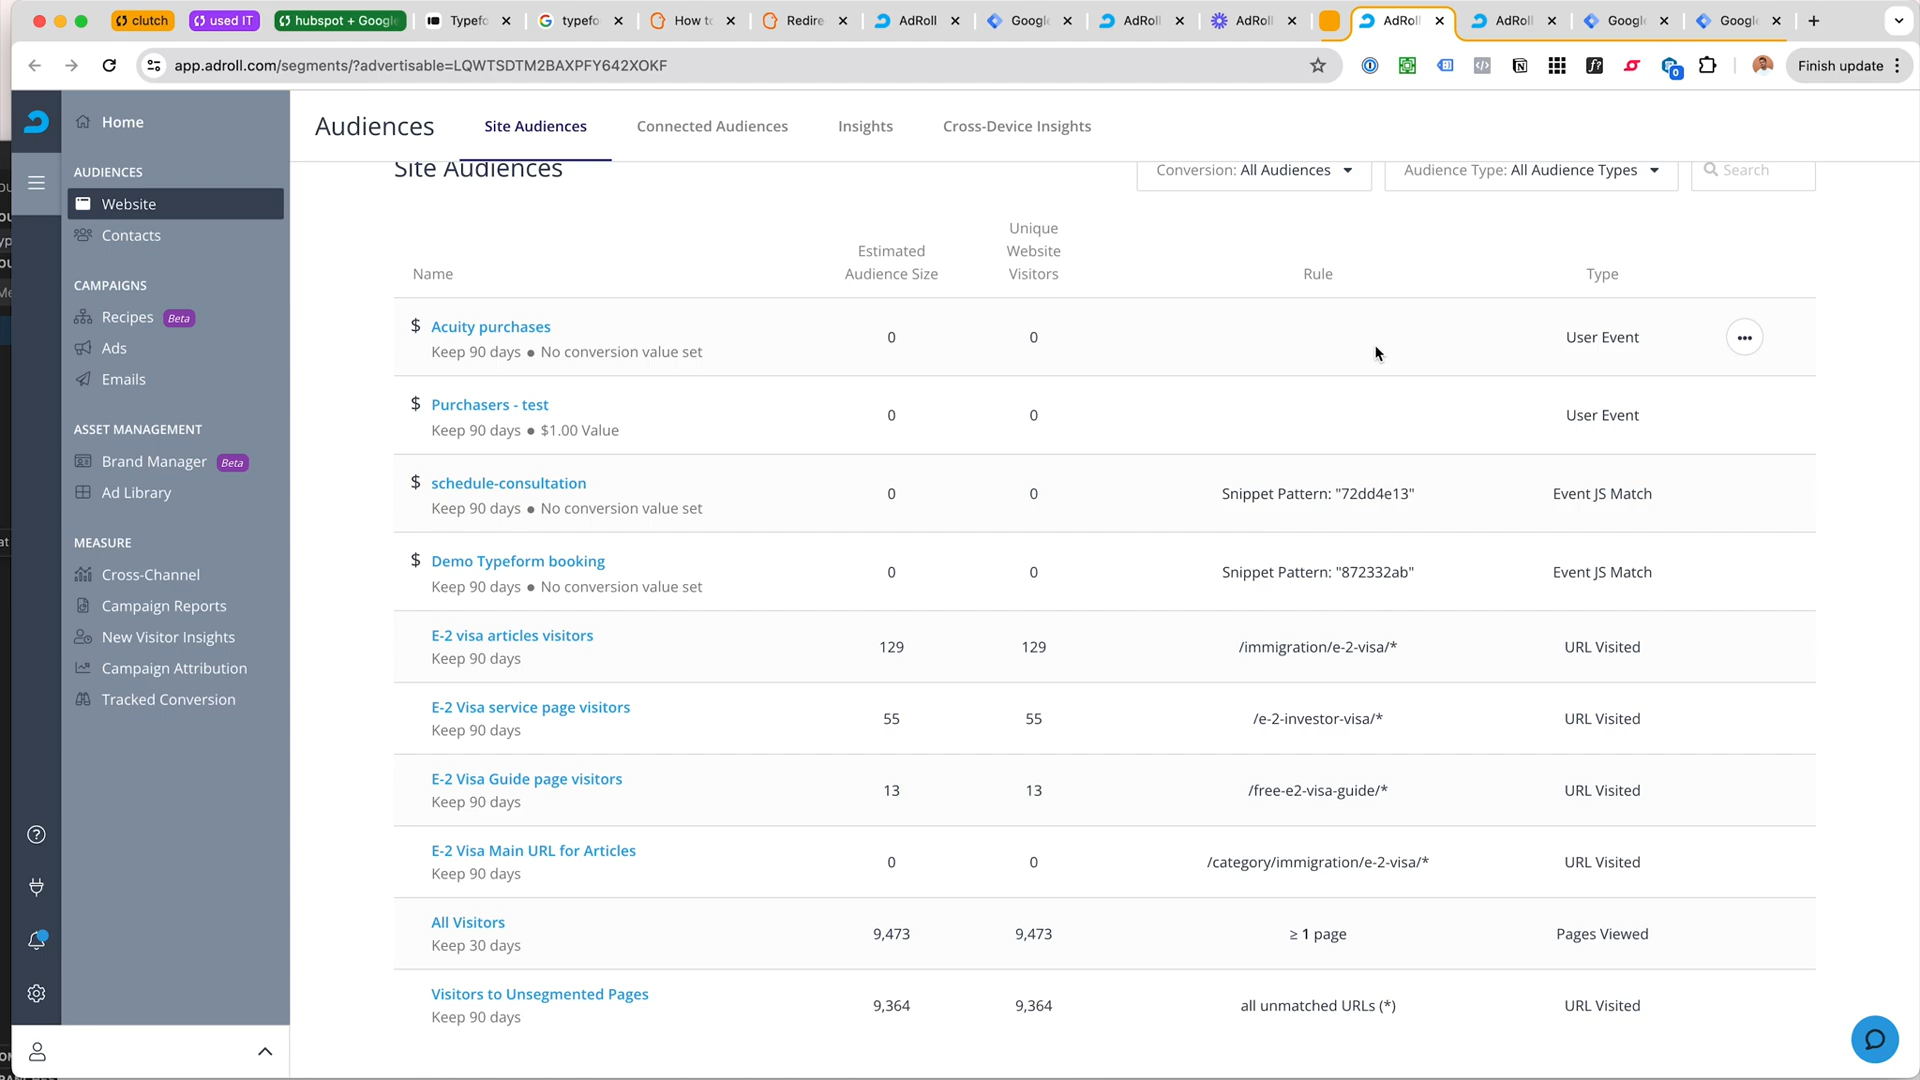 clutch
used IT
hubspot + Google
Typefo
typefo
How to
Redire
AdRoll
Google
AdRoll
AdRoll
AdRoll
AdRoll
Google
Google
app.adroll.com/segments/?advertisable=LQWTSDTM2BAXPFY642XOKF
0
Finish update
Home
AUDIENCES
Website
Contacts
CAMPAIGNS
Recipes Beta
Ads
Emails
ASSET MANAGEMENT
Brand Manager Beta
Ad Library
MEASURE
Cross-Channel
Campaign Reports
New Visitor Insights
Campaign Attribution
Tracked Conversion
Audiences
Site Audiences
Connected Audiences
Insights
Cross-Device Insights
Site Audiences
Conversion: All Audiences
Audience Type: All Audience Types
Search
Name
Estimated
Audience Size
Unique
Website
Visitors
Rule
Type
$ Acuity purchases
Keep 90 days ● No conversion value set
0
0
User Event
$ Purchasers - test
Keep 90 days ● $1.00 Value
0
0
User Event
$ schedule-consultation
Keep 90 days ● No conversion value set
0
0
Snippet Pattern: "72dd4e13"
Event JS Match
$ Demo Typeform booking
Keep 90 days ● No conversion value set
0
0
Snippet Pattern: "872332ab"
Event JS Match
E-2 visa articles visitors
Keep 90 days
129
129
/immigration/e-2-visa/*
URL Visited
E-2 Visa service page visitors
Keep 90 days
55
55
/e-2-investor-visa/*
URL Visited
E-2 Visa Guide page visitors
Keep 90 days
13
13
/free-e2-visa-guide/*
URL Visited
E-2 Visa Main URL for Articles
Keep 90 days
0
0
/category/immigration/e-2-visa/*
URL Visited
All Visitors
Keep 30 days
9,473
9,473
≥ 1 page
Pages Viewed
Visitors to Unsegmented Pages
Keep 90 days
9,364
9,364
all unmatched URLs (*)
URL Visited